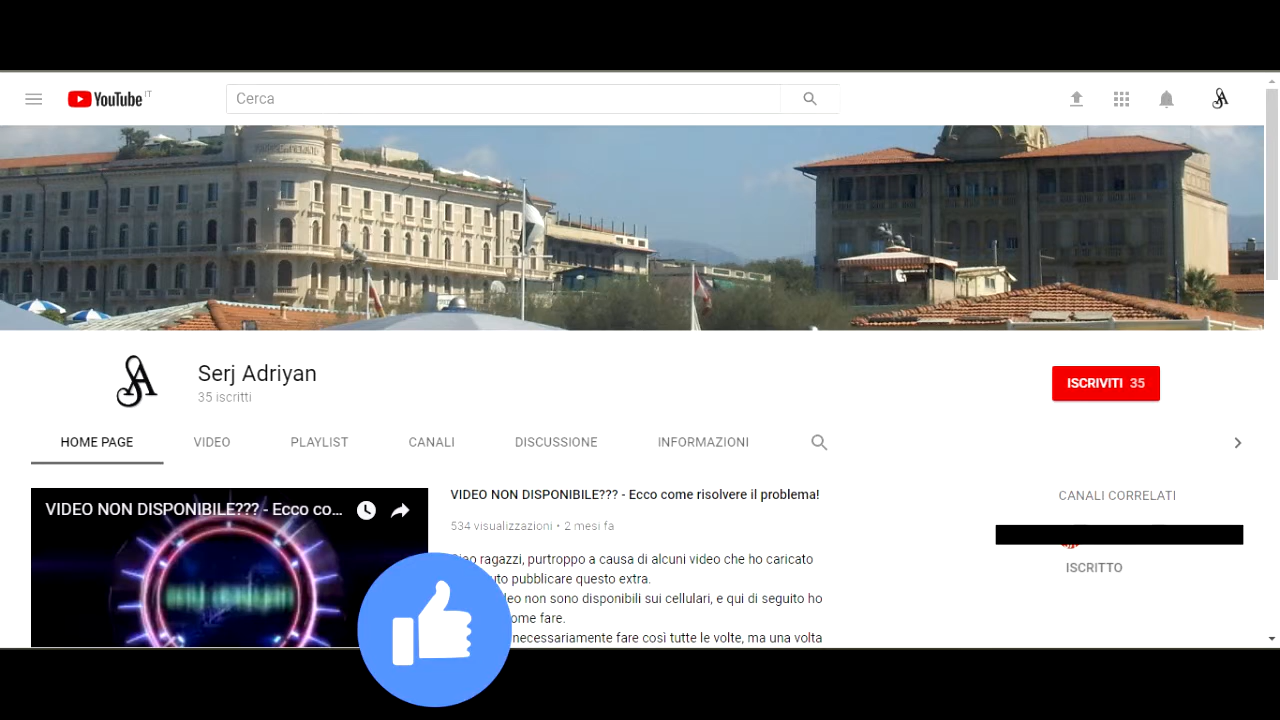 YouTube IT
Cerca
Serj Adriyan
35 iscritti
ISCRIVITI 35
HOME PAGE
VIDEO
PLAYLIST
CANALI
DISCUSSIONE
INFORMAZIONI
VIDEO NON DISPONIBILE??? - Ecco co...
VIDEO NON DISPONIBILE??? - Ecco come risolvere il problema!
534 visualizzazioni • 2 mesi fa
ragazzi, purtroppo a causa di alcuni video che ho caricato
pubblicare questo extra.
non sono disponibili sui cellulari, e qui di seguito ho
fare.
necessariamente fare così tutte le volte, ma una volta
CANALI CORRELATI
ISCRITTO